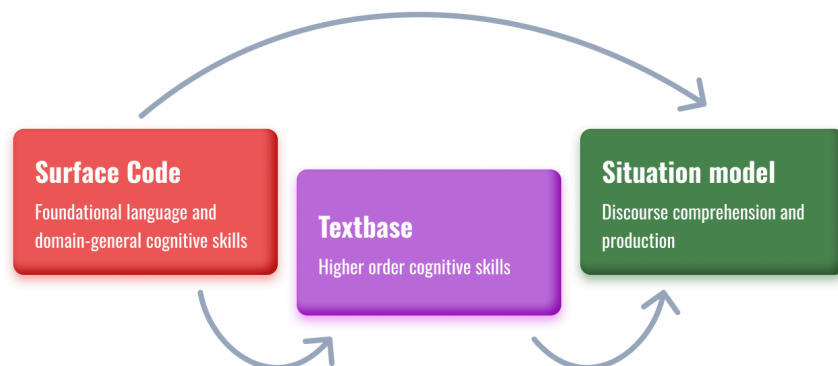 Surface Code
Foundational language and
domain-general cognitive skills
Textbase
Higher order cognitive skills
Situation model
Discourse comprehension and
production